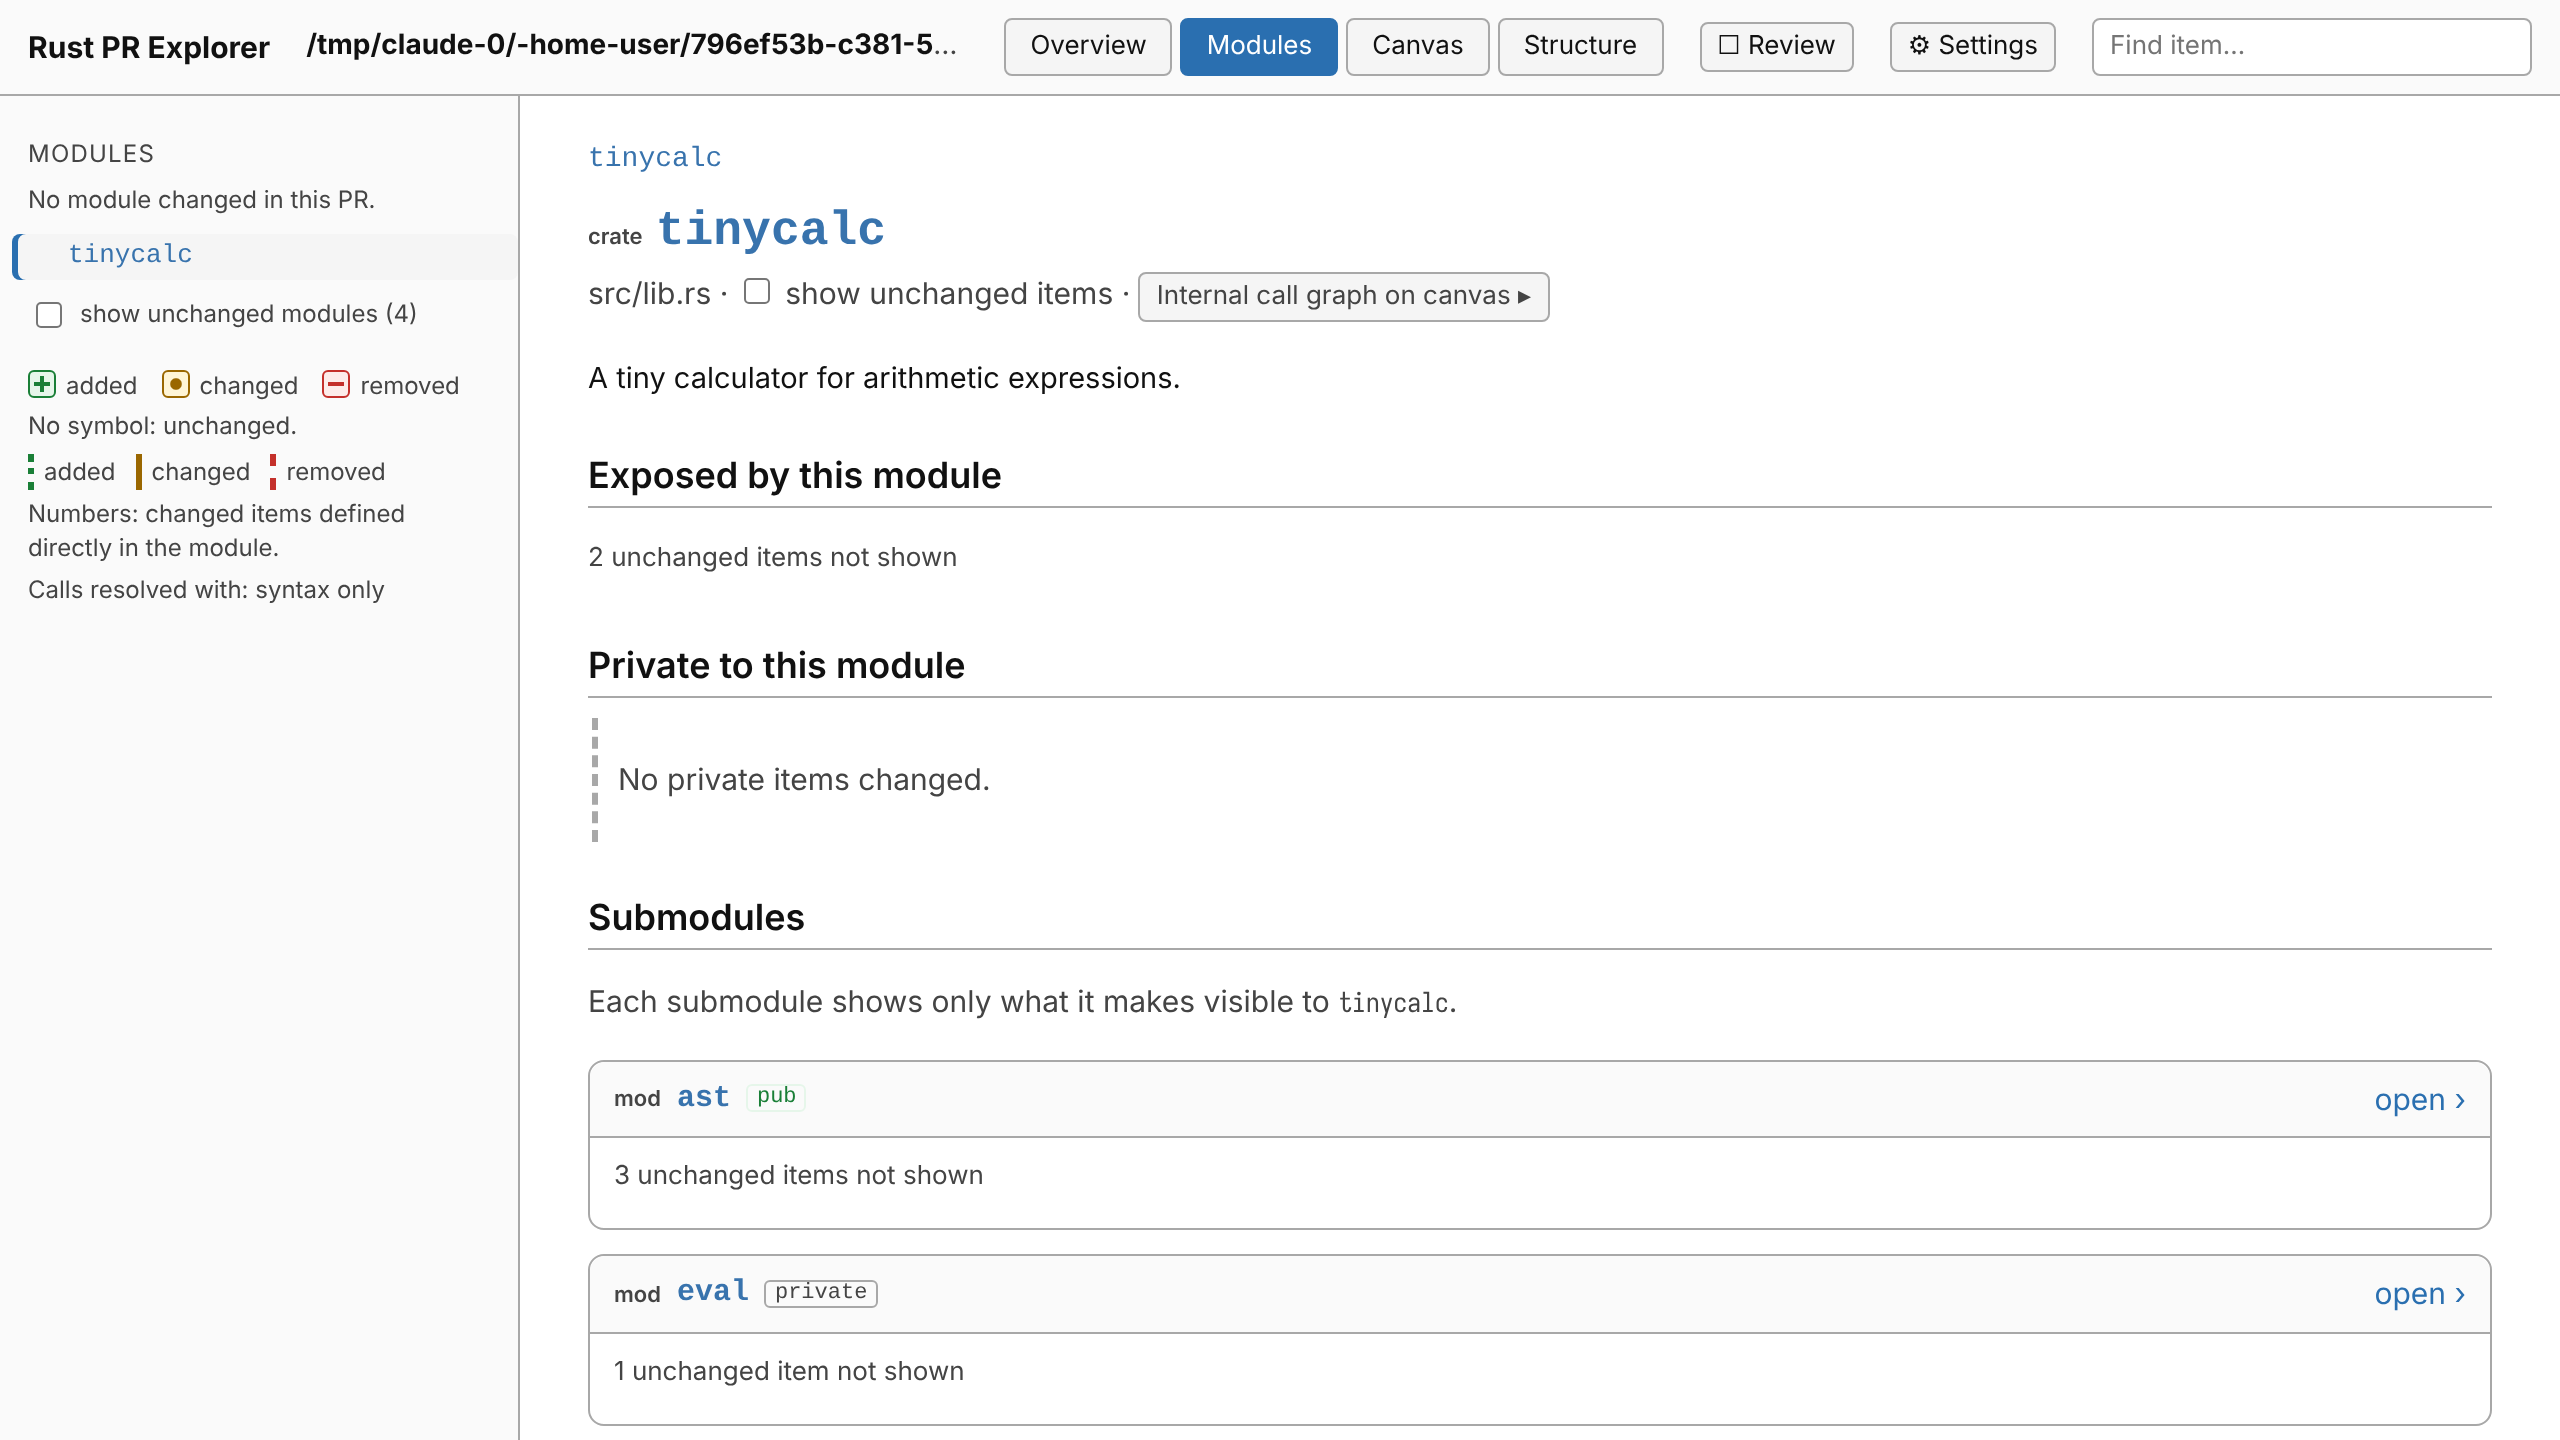 Rust PR Explorer /tmp/claude-0/-home-user/796ef53b-c381-5… Overview Modules Canvas Structure ☐ Review ⚙ Settings Find item...
MODULES
No module changed in this PR.
tinycalc
show unchanged modules (4)
added changed removed
No symbol: unchanged.
added changed removed
Numbers: changed items defined
directly in the module.
Calls resolved with: syntax only
tinycalc
crate tinycalc
src/lib.rs · show unchanged items · Internal call graph on canvas ▸
A tiny calculator for arithmetic expressions.
Exposed by this module
2 unchanged items not shown
Private to this module
No private items changed.
Submodules
Each submodule shows only what it makes visible to tinycalc.
mod ast pub open ›
3 unchanged items not shown
mod eval private open ›
1 unchanged item not shown